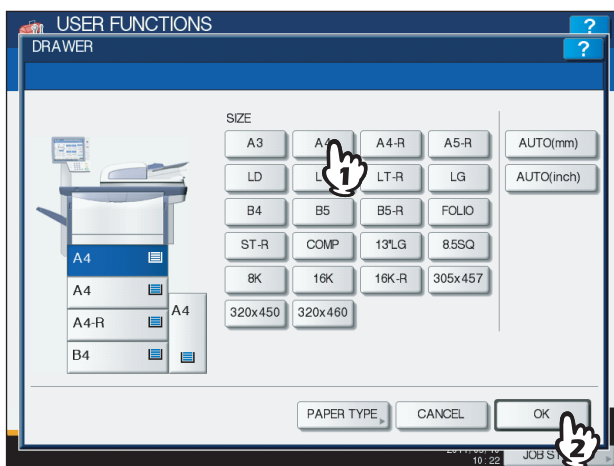 USER FUNCTIONS ?
DRAWER ?
SIZE
A3 A4 A4-R A5-R AUTO(mm)
LD LT-R LG AUTO(inch)
B4 B5 B5-R FOLIO
ST-R COMP 13"LG 8.5SQ
8K 16K 16K-R 305x457
320x450 320x460
A4
A4
A4-R
B4
A4
1
PAPER TYPE CANCEL OK
2
10:22